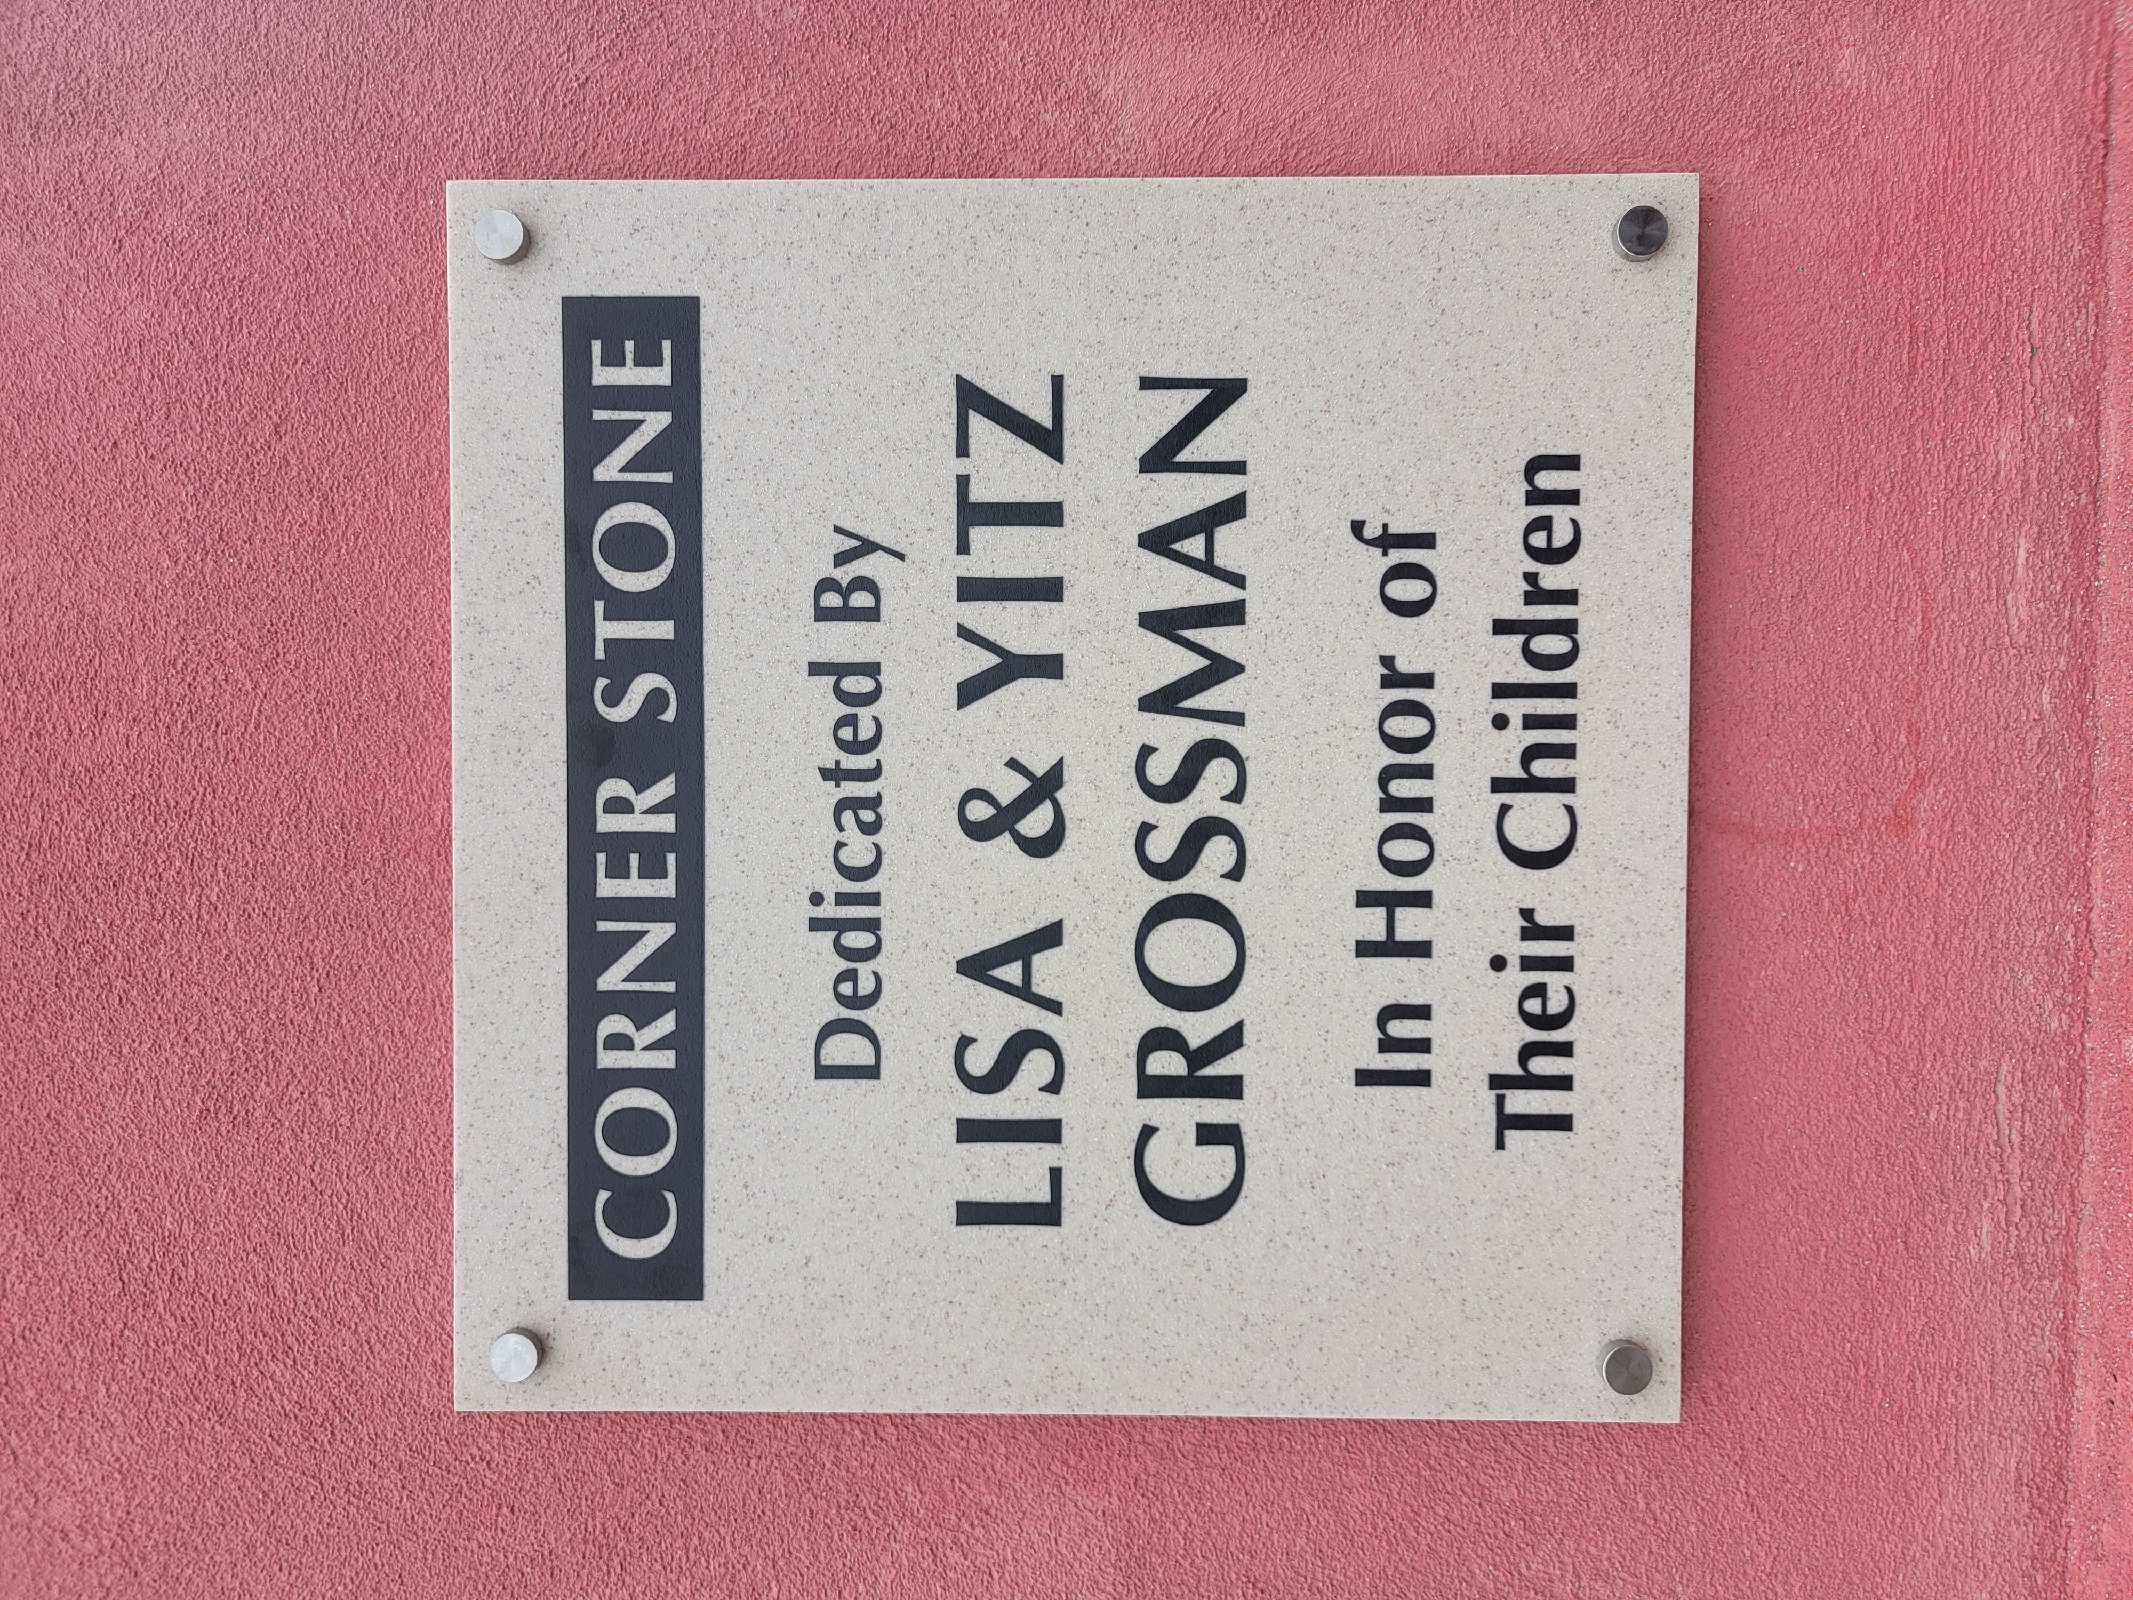 CORNER STONE
Dedicated By
LISA & YITZ
GROSSMAN
In Honor of
Their Children